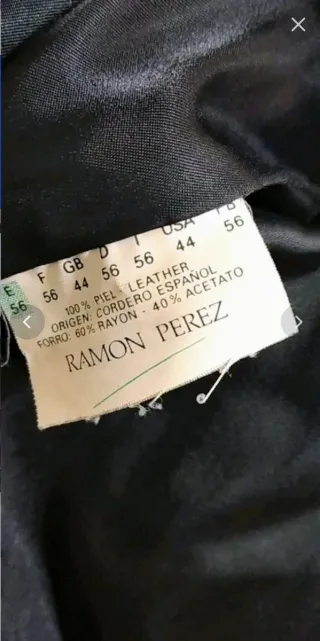 E F GB D I USA PB
56 56 44 56 56 44 56
100% PIEL: LEATHER
ORIGEN: CORDERO ESPAÑOL
FORRO: 60% RAYON - 40% ACETATO
RAMON PEREZ